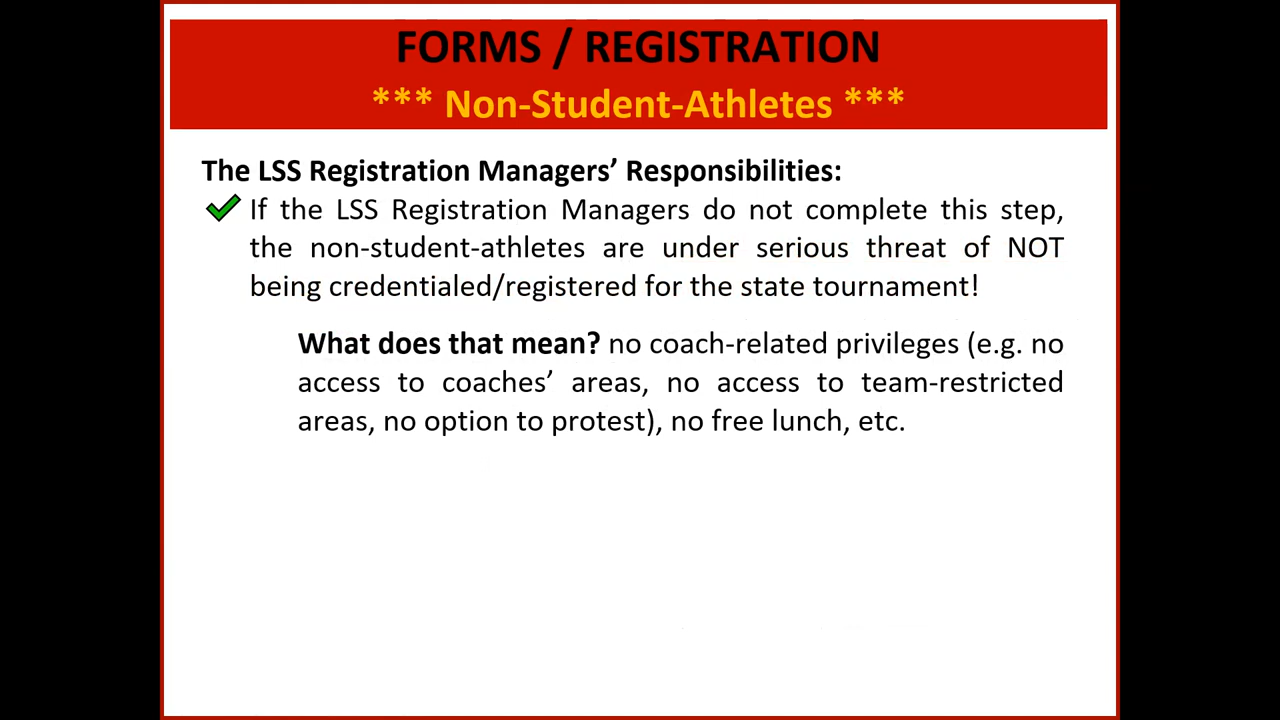 FORMS / REGISTRATION
*** Non-Student-Athletes ***
The LSS Registration Managers’ Responsibilities:
If the LSS Registration Managers do not complete this step,
the non-student-athletes are under serious threat of NOT
being credentialed/registered for the state tournament!
What does that mean? no coach-related privileges (e.g. no
access to coaches’ areas, no access to team-restricted
areas, no option to protest), no free lunch, etc.